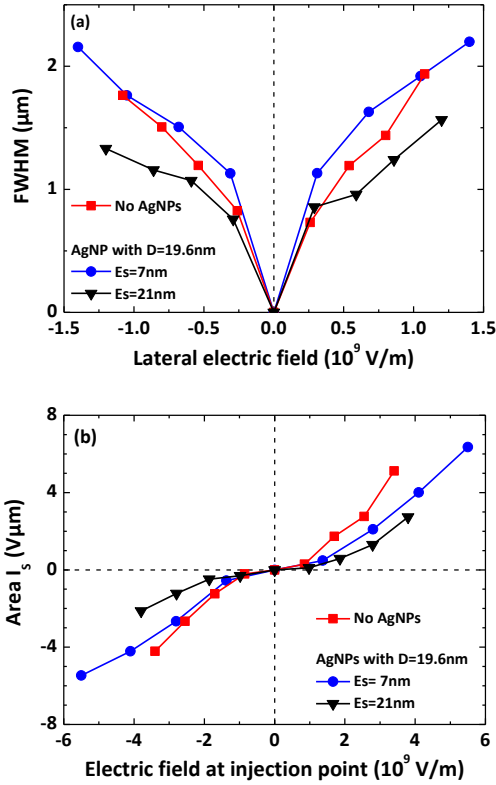 (a)
FWHM (µm)
2
1
0
No AgNPs
AgNP with D=19.6nm
Es=7nm
Es=21nm
-1.5 -1.0 -0.5 0.0 0.5 1.0 1.5
Lateral electric field (10⁹ V/m)
(b)
Area I_s (Vµm)
8
4
0
-4
-8
No AgNPs
AgNPs with D=19.6nm
Es= 7nm
Es=21nm
-6 -4 -2 0 2 4 6
Electric field at injection point (10⁹ V/m)